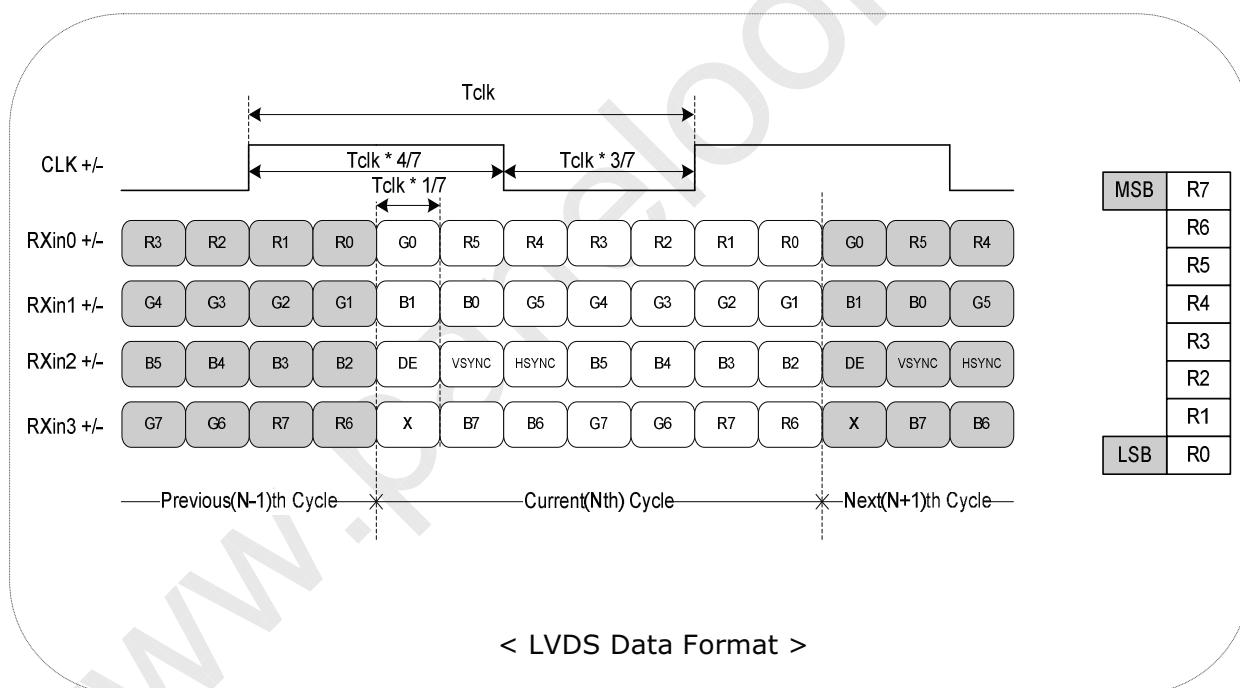 Tclk
CLK +/-
Tclk * 4/7
Tclk * 3/7
Tclk * 1/7
RXin0 +/- R3 R2 R1 R0 G0 R5 R4 R3 R2 R1 R0 G0 R5 R4
RXin1 +/- G4 G3 G2 G1 B1 B0 G5 G4 G3 G2 G1 B1 B0 G5
RXin2 +/- B5 B4 B3 B2 DE VSYNC HSYNC B5 B4 B3 B2 DE VSYNC HSYNC
RXin3 +/- G7 G6 R7 R6 X B7 B6 G7 G6 R7 R6 X B7 B6
Previous(N-1)th Cycle Current(Nth) Cycle Next(N+1)th Cycle
MSB R7
R6
R5
R4
R3
R2
R1
LSB R0
< LVDS Data Format >